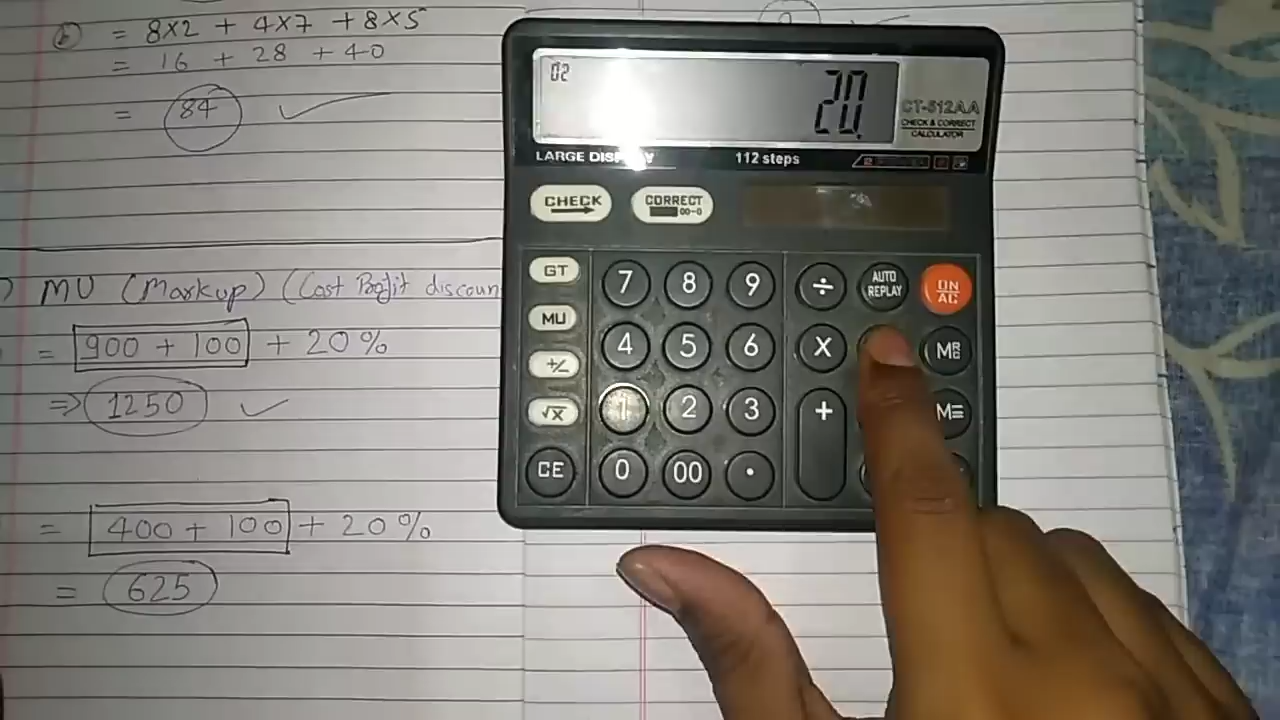 b = 8x2 + 4x7 + 8x5
= 16 + 28 + 40
= 84 ✓
) MU (Markup) (Cost Profit discoun
= 900 + 100 + 20%
⇒ 1250 ✓
= 400 + 100 + 20%
= 625
02 20.
CT-512AA
CHECK & CORRECT
CALCULATOR
LARGE DISPLAY 112 steps
CHECK CORRECT 00→0
GT 7 8 9 ÷ AUTO REPLAY ON/AC
MU 4 5 6 X MRC
+/- 1 2 3 + M=
√X 0 00 .
CE